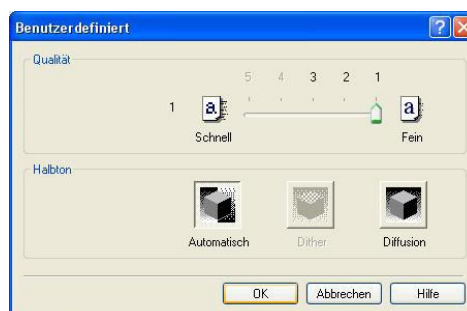 Benutzerdefiniert
Qualität
5 4 3 2 1
1
Schnell Fein
Halbton
Automatisch Dither Diffusion
OK Abbrechen Hilfe